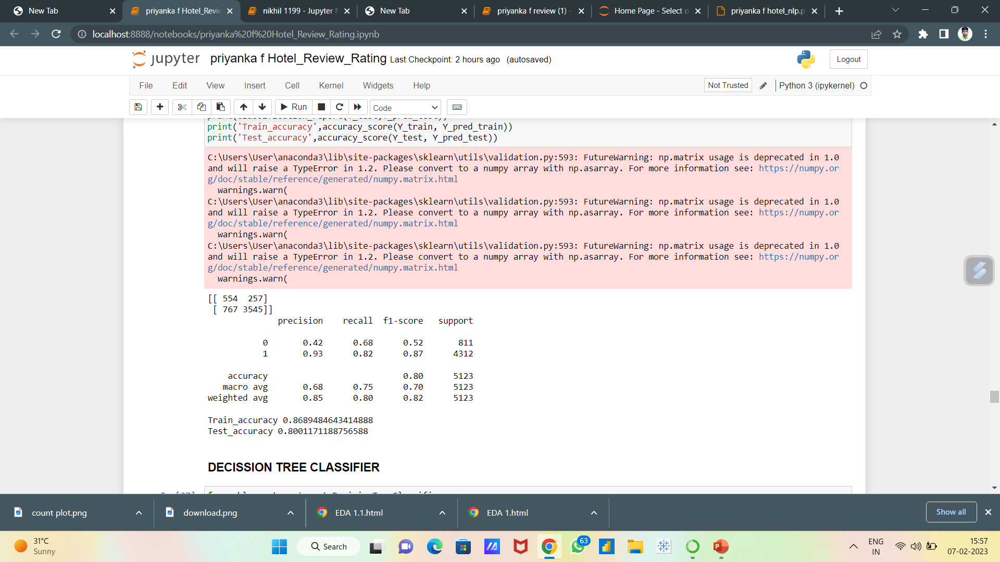 New Tab
priyanka f Hotel_Revie
nikhil 1199 - Jupyter N
New Tab
priyanka f review (1) -
Home Page - Select o
priyanka f hotel_nlp.p
localhost:8888/notebooks/priyanka%20f%20Hotel_Review_Rating.ipynb
jupyter priyanka f Hotel_Review_Rating Last Checkpoint: 2 hours ago (autosaved)
Logout
File Edit View Insert Cell Kernel Widgets Help
Not Trusted
Python 3 (ipykernel)
Run
Code
print('Train_accuracy',accuracy_score(Y_train, Y_pred_train))
print('Test_accuracy',accuracy_score(Y_test, Y_pred_test))
C:\Users\User\anaconda3\lib\site-packages\sklearn\utils\validation.py:593: FutureWarning: np.matrix usage is deprecated in 1.0
and will raise a TypeError in 1.2. Please convert to a numpy array with np.asarray. For more information see: https://numpy.or
g/doc/stable/reference/generated/numpy.matrix.html
warnings.warn(
C:\Users\User\anaconda3\lib\site-packages\sklearn\utils\validation.py:593: FutureWarning: np.matrix usage is deprecated in 1.0
and will raise a TypeError in 1.2. Please convert to a numpy array with np.asarray. For more information see: https://numpy.or
g/doc/stable/reference/generated/numpy.matrix.html
warnings.warn(
C:\Users\User\anaconda3\lib\site-packages\sklearn\utils\validation.py:593: FutureWarning: np.matrix usage is deprecated in 1.0
and will raise a TypeError in 1.2. Please convert to a numpy array with np.asarray. For more information see: https://numpy.or
g/doc/stable/reference/generated/numpy.matrix.html
warnings.warn(
[[ 554 257]
[ 767 3545]]
precision recall f1-score support
0 0.42 0.68 0.52 811
1 0.93 0.82 0.87 4312
accuracy 0.80 5123
macro avg 0.68 0.75 0.70 5123
weighted avg 0.85 0.80 0.82 5123
Train_accuracy 0.8689484643414888
Test_accuracy 0.8001171188756588
DECISSION TREE CLASSIFIER
count plot.png
download.png
EDA 1.1.html
EDA 1.html
Show all
31°C
Sunny
Search
63
ENG
IN
15:57
07-02-2023